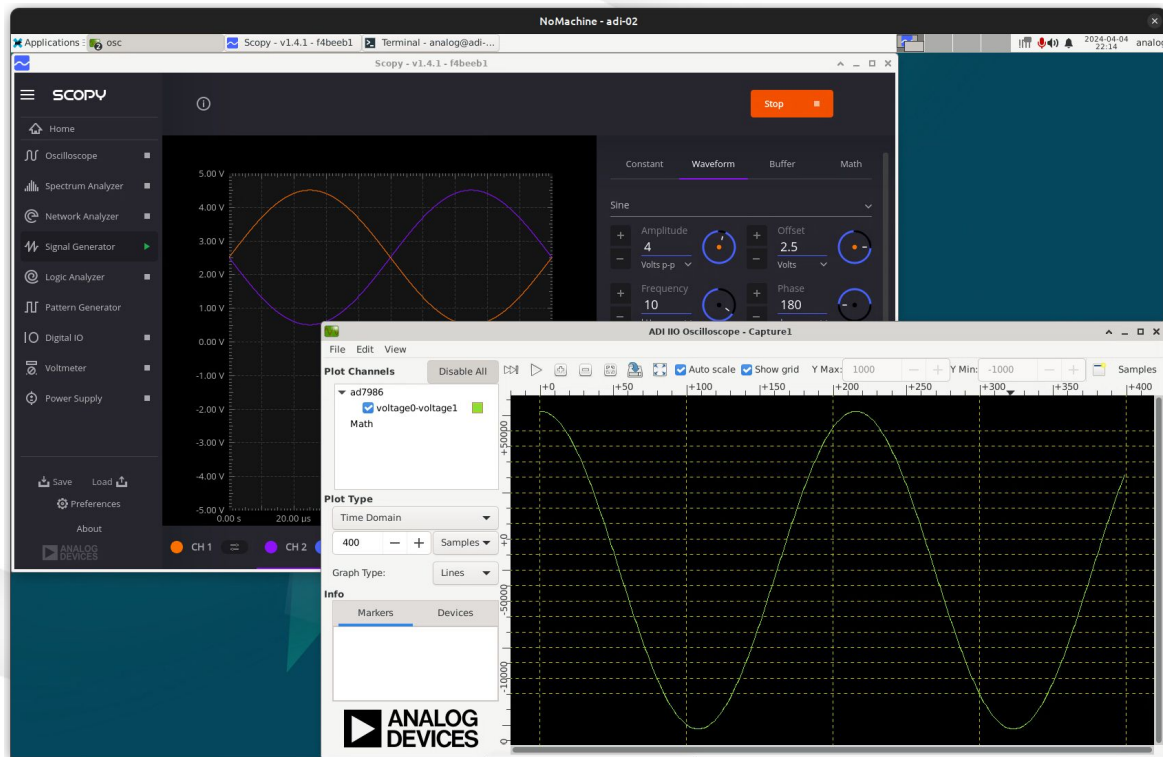 NoMachine - adi-02
Applications
osc
Scopy - v1.4.1 - f4beeb1
Terminal - analog@adi-...
2024-04-04
22:14
analog
Scopy - v1.4.1 - f4beeb1
SCOPY
Stop
Home
Oscilloscope
Spectrum Analyzer
Network Analyzer
Signal Generator
Logic Analyzer
Pattern Generator
Digital IO
Voltmeter
Power Supply
Save Load
Preferences
About
ANALOG
DEVICES
5.00 V
4.00 V
3.00 V
2.00 V
1.00 V
0.00 V
-1.00 V
-2.00 V
-3.00 V
-4.00 V
-5.00 V
0.00 s 20.00 µs
CH 1 CH 2
Constant Waveform Buffer Math
Sine
Amplitude Offset
4 2.5
Volts p-p Volts
Frequency Phase
10 180
ADI IIO Oscilloscope - Capture1
File Edit View
Plot Channels Disable All
Auto scale Show grid Y Max: 1000 Y Min: -1000 Samples
ad7986
voltage0-voltage1
Math
Plot Type
Time Domain
400 Samples
Graph Type: Lines
Info
Markers Devices
ANALOG
DEVICES
+0 +50 +100 +150 +200 +250 +300 +350 +400
+50000
+0
-50000
-10000
0